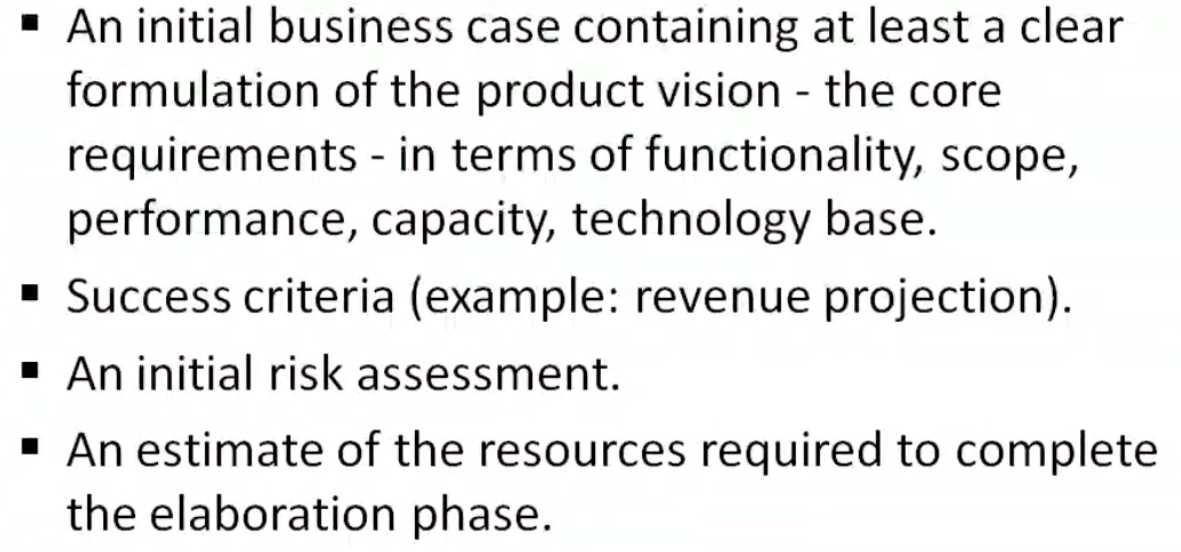 ▪ An initial business case containing at least a clear
formulation of the product vision - the core
requirements - in terms of functionality, scope,
performance, capacity, technology base.
▪ Success criteria (example: revenue projection).
▪ An initial risk assessment.
▪ An estimate of the resources required to complete
the elaboration phase.